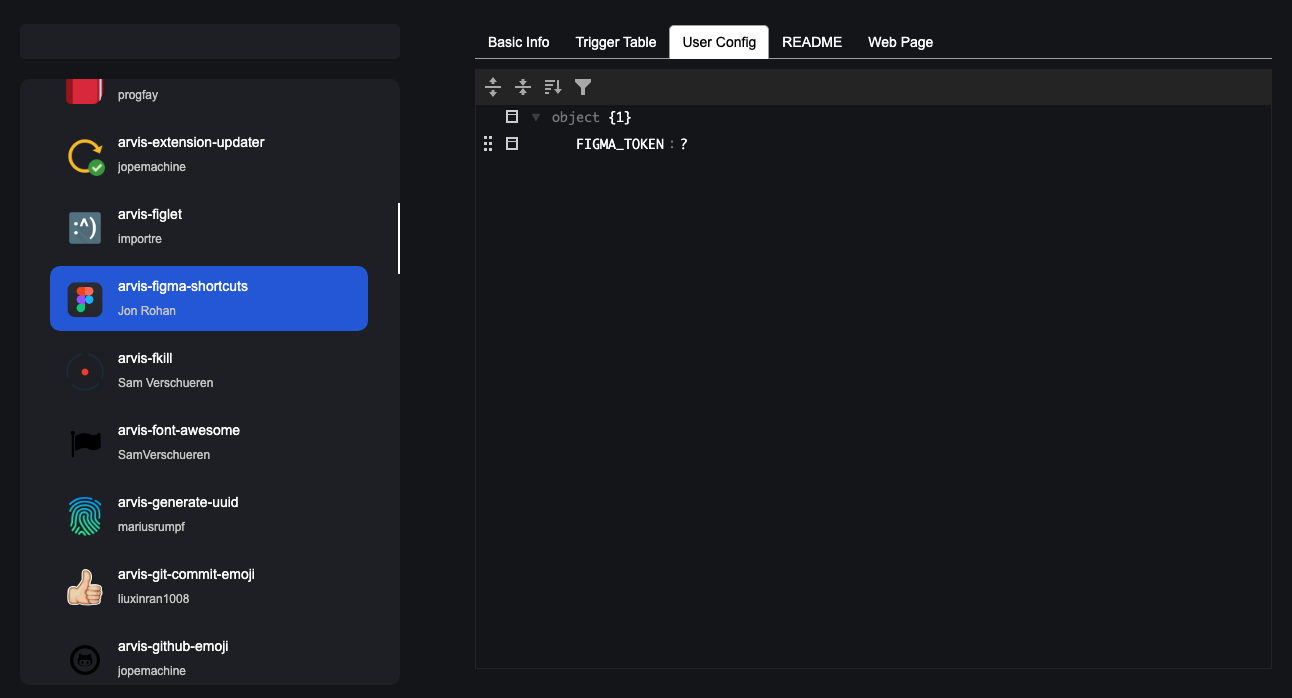 progfay
arvis-extension-updater
jopemachine
:^)
arvis-figlet
importre
arvis-figma-shortcuts
Jon Rohan
arvis-fkill
Sam Verschueren
arvis-font-awesome
SamVerschueren
arvis-generate-uuid
mariusrumpf
arvis-git-commit-emoji
liuxinran1008
arvis-github-emoji
jopemachine
Basic Info Trigger Table User Config README Web Page
object {1}
FIGMA_TOKEN : ?